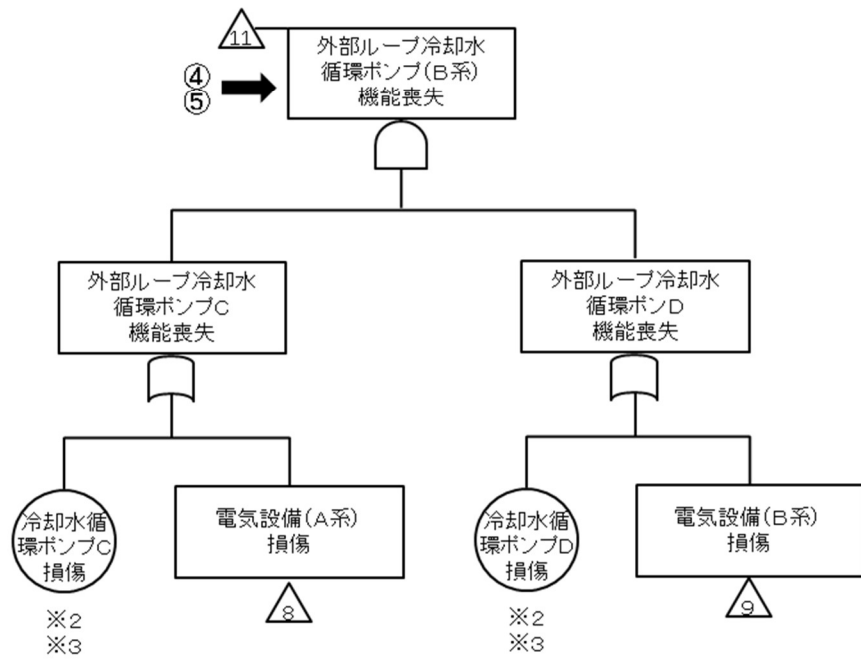 11
外部ループ冷却水
循環ポンプ(B系)
機能喪失
④
⑤
外部ループ冷却水
循環ポンプC
機能喪失
外部ループ冷却水
循環ポンD
機能喪失
冷却水循
環ポンプC
損傷
電気設備(A系)
損傷
冷却水循
環ポンプD
損傷
電気設備(B系)
損傷
※2
※3
8
※2
※3
9